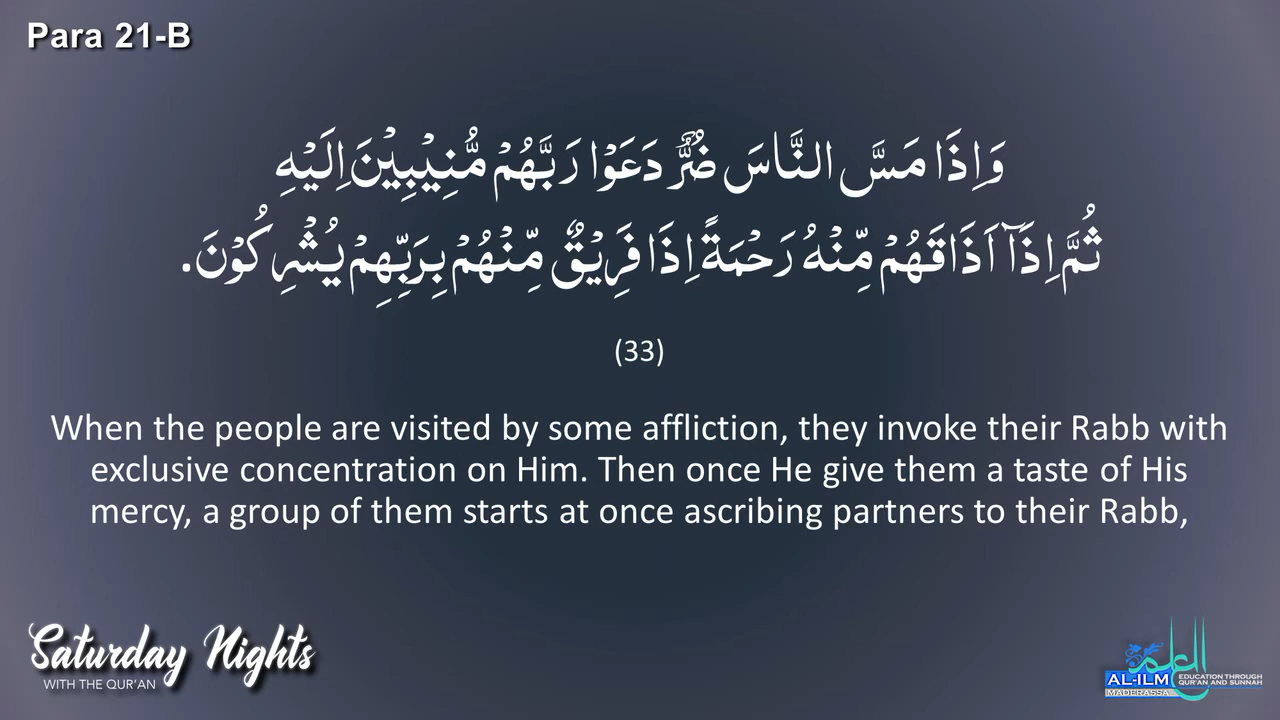 Para 21-B
وَاِذَا مَسَّ النَّاسَ ضُرٌّ دَعَوْا رَبَّهُمْ مُّنِيْبِيْنَ اِلَيْهِ
ثُمَّ اِذَاۤ اَذَاقَهُمْ مِّنْهُ رَحْمَةً اِذَا فَرِيْقٌ مِّنْهُمْ بِرَبِّهِمْ يُشْرِكُوْنَ.
(33)
When the people are visited by some affliction, they invoke their Rabb with
exclusive concentration on Him. Then once He give them a taste of His
mercy, a group of them starts at once ascribing partners to their Rabb,
Saturday Nights
WITH THE QUR'AN
العلم
AL-ILM
MADERASSA
EDUCATION THROUGH
QUR'AN AND SUNNAH